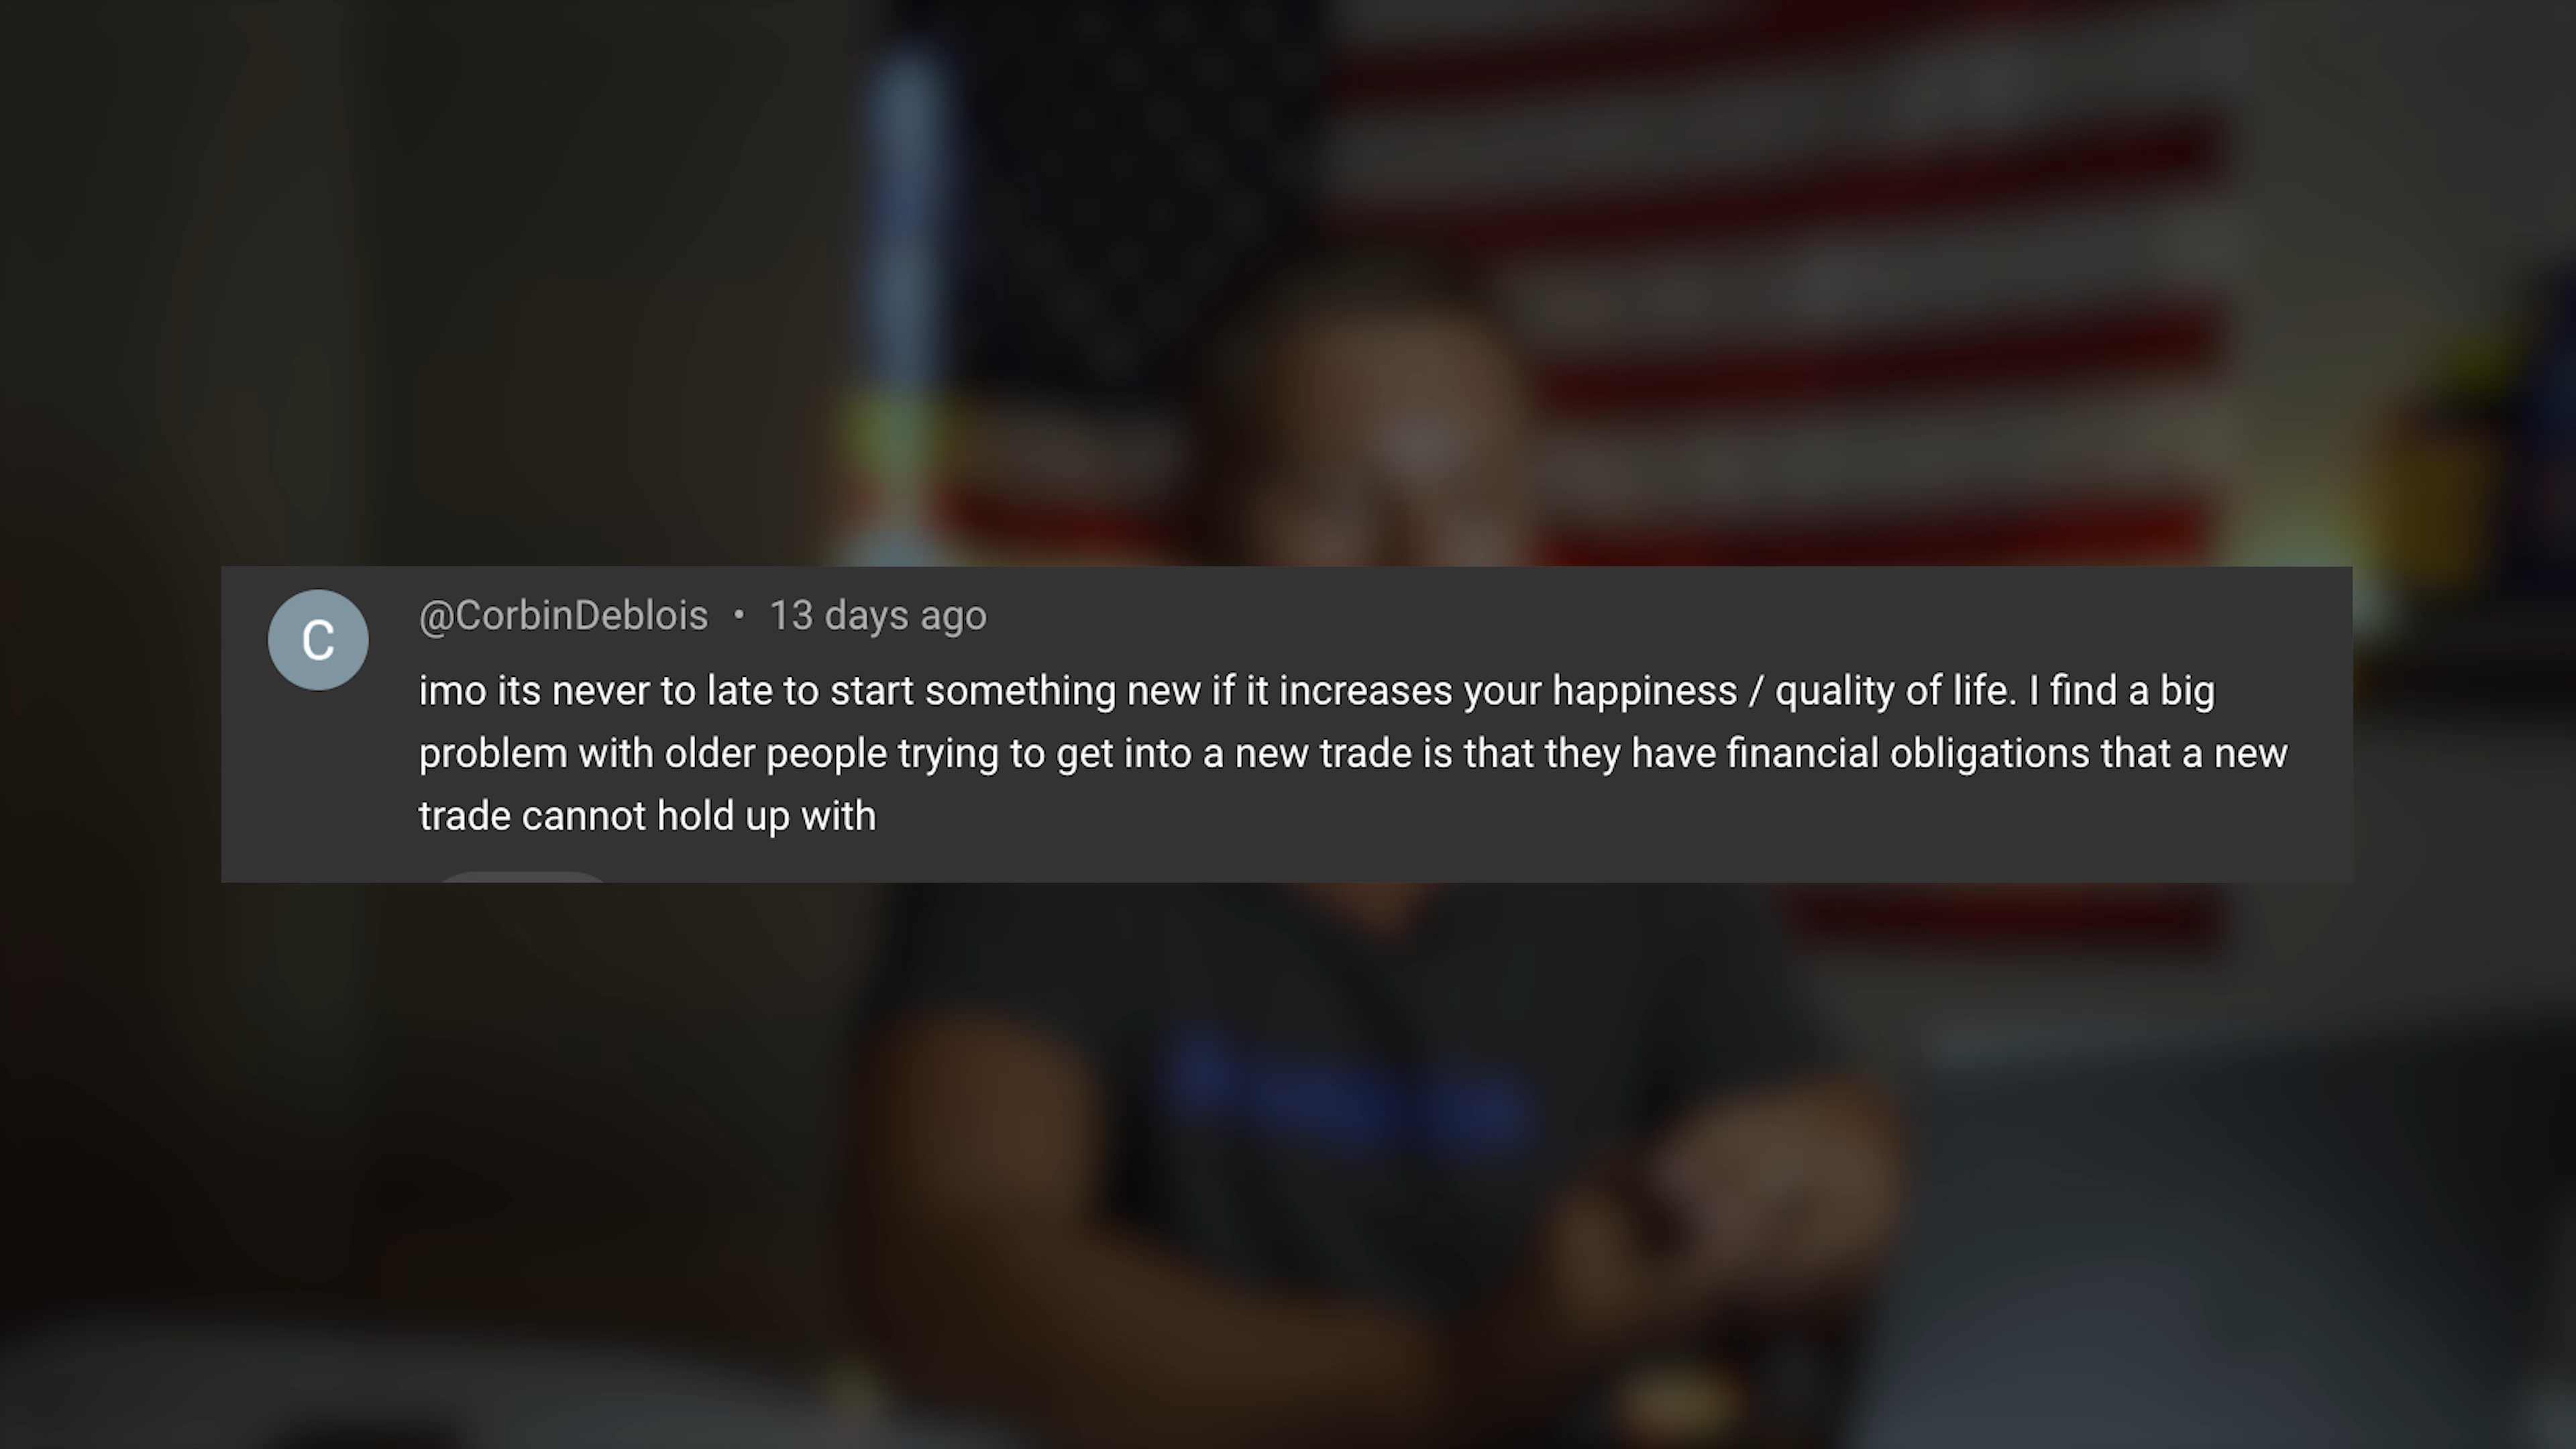 C
@CorbinDeblois • 13 days ago
imo its never to late to start something new if it increases your happiness / quality of life. I find a big
problem with older people trying to get into a new trade is that they have financial obligations that a new
trade cannot hold up with